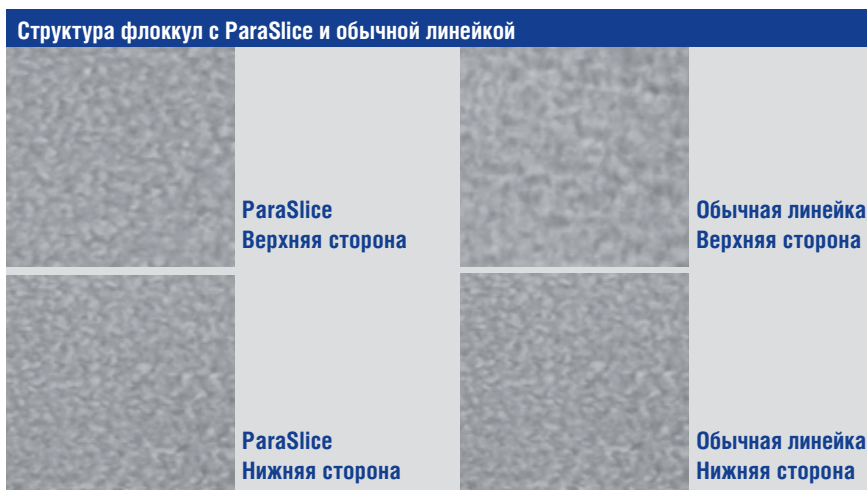 Структура флоккул с ParaSlice и обычной линейкой
ParaSlice
Верхняя сторона
Обычная линейка
Верхняя сторона
ParaSlice
Нижняя сторона
Обычная линейка
Нижняя сторона